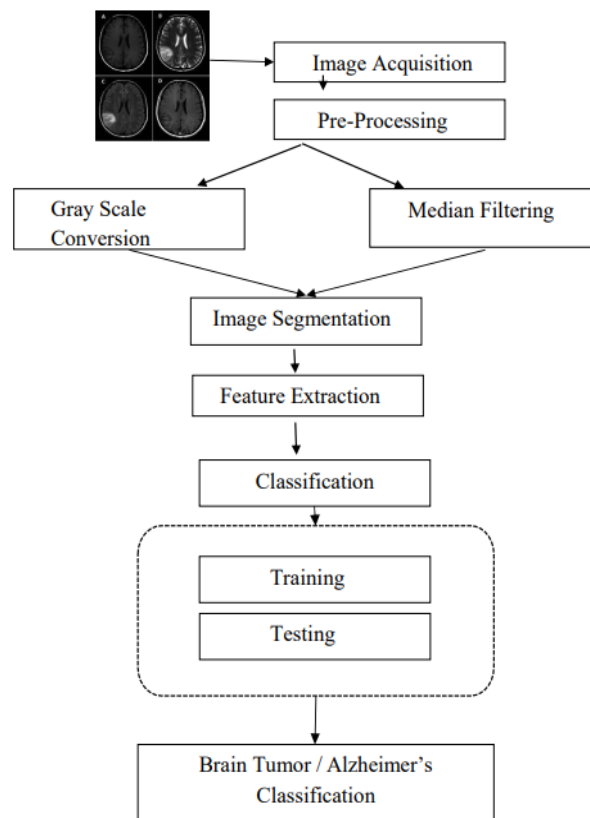 A
B
C
D
Image Acquisition
Pre-Processing
Gray Scale
Conversion
Median Filtering
Image Segmentation
Feature Extraction
Classification
Training
Testing
Brain Tumor / Alzheimer's
Classification